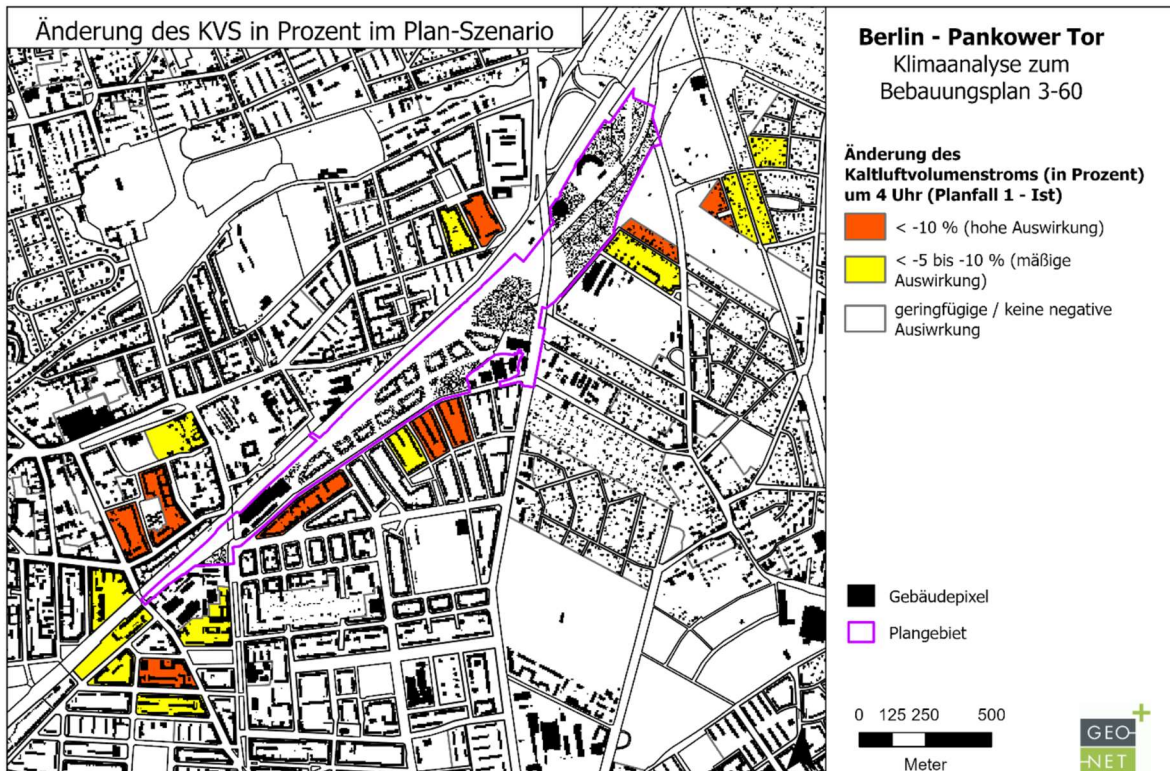 Änderung des KVS in Prozent im Plan-Szenario
Berlin - Pankower Tor
Klimaanalyse zum
Bebauungsplan 3-60
Änderung des
Kaltluftvolumenstroms (in Prozent)
um 4 Uhr (Planfall 1 - Ist)
< -10 % (hohe Auswirkung)
< -5 bis -10 % (mäßige
Auswirkung)
geringfügige / keine negative
Ausiwrkung
Gebäudepixel
Plangebiet
0 125 250 500
Meter
GEO
NET